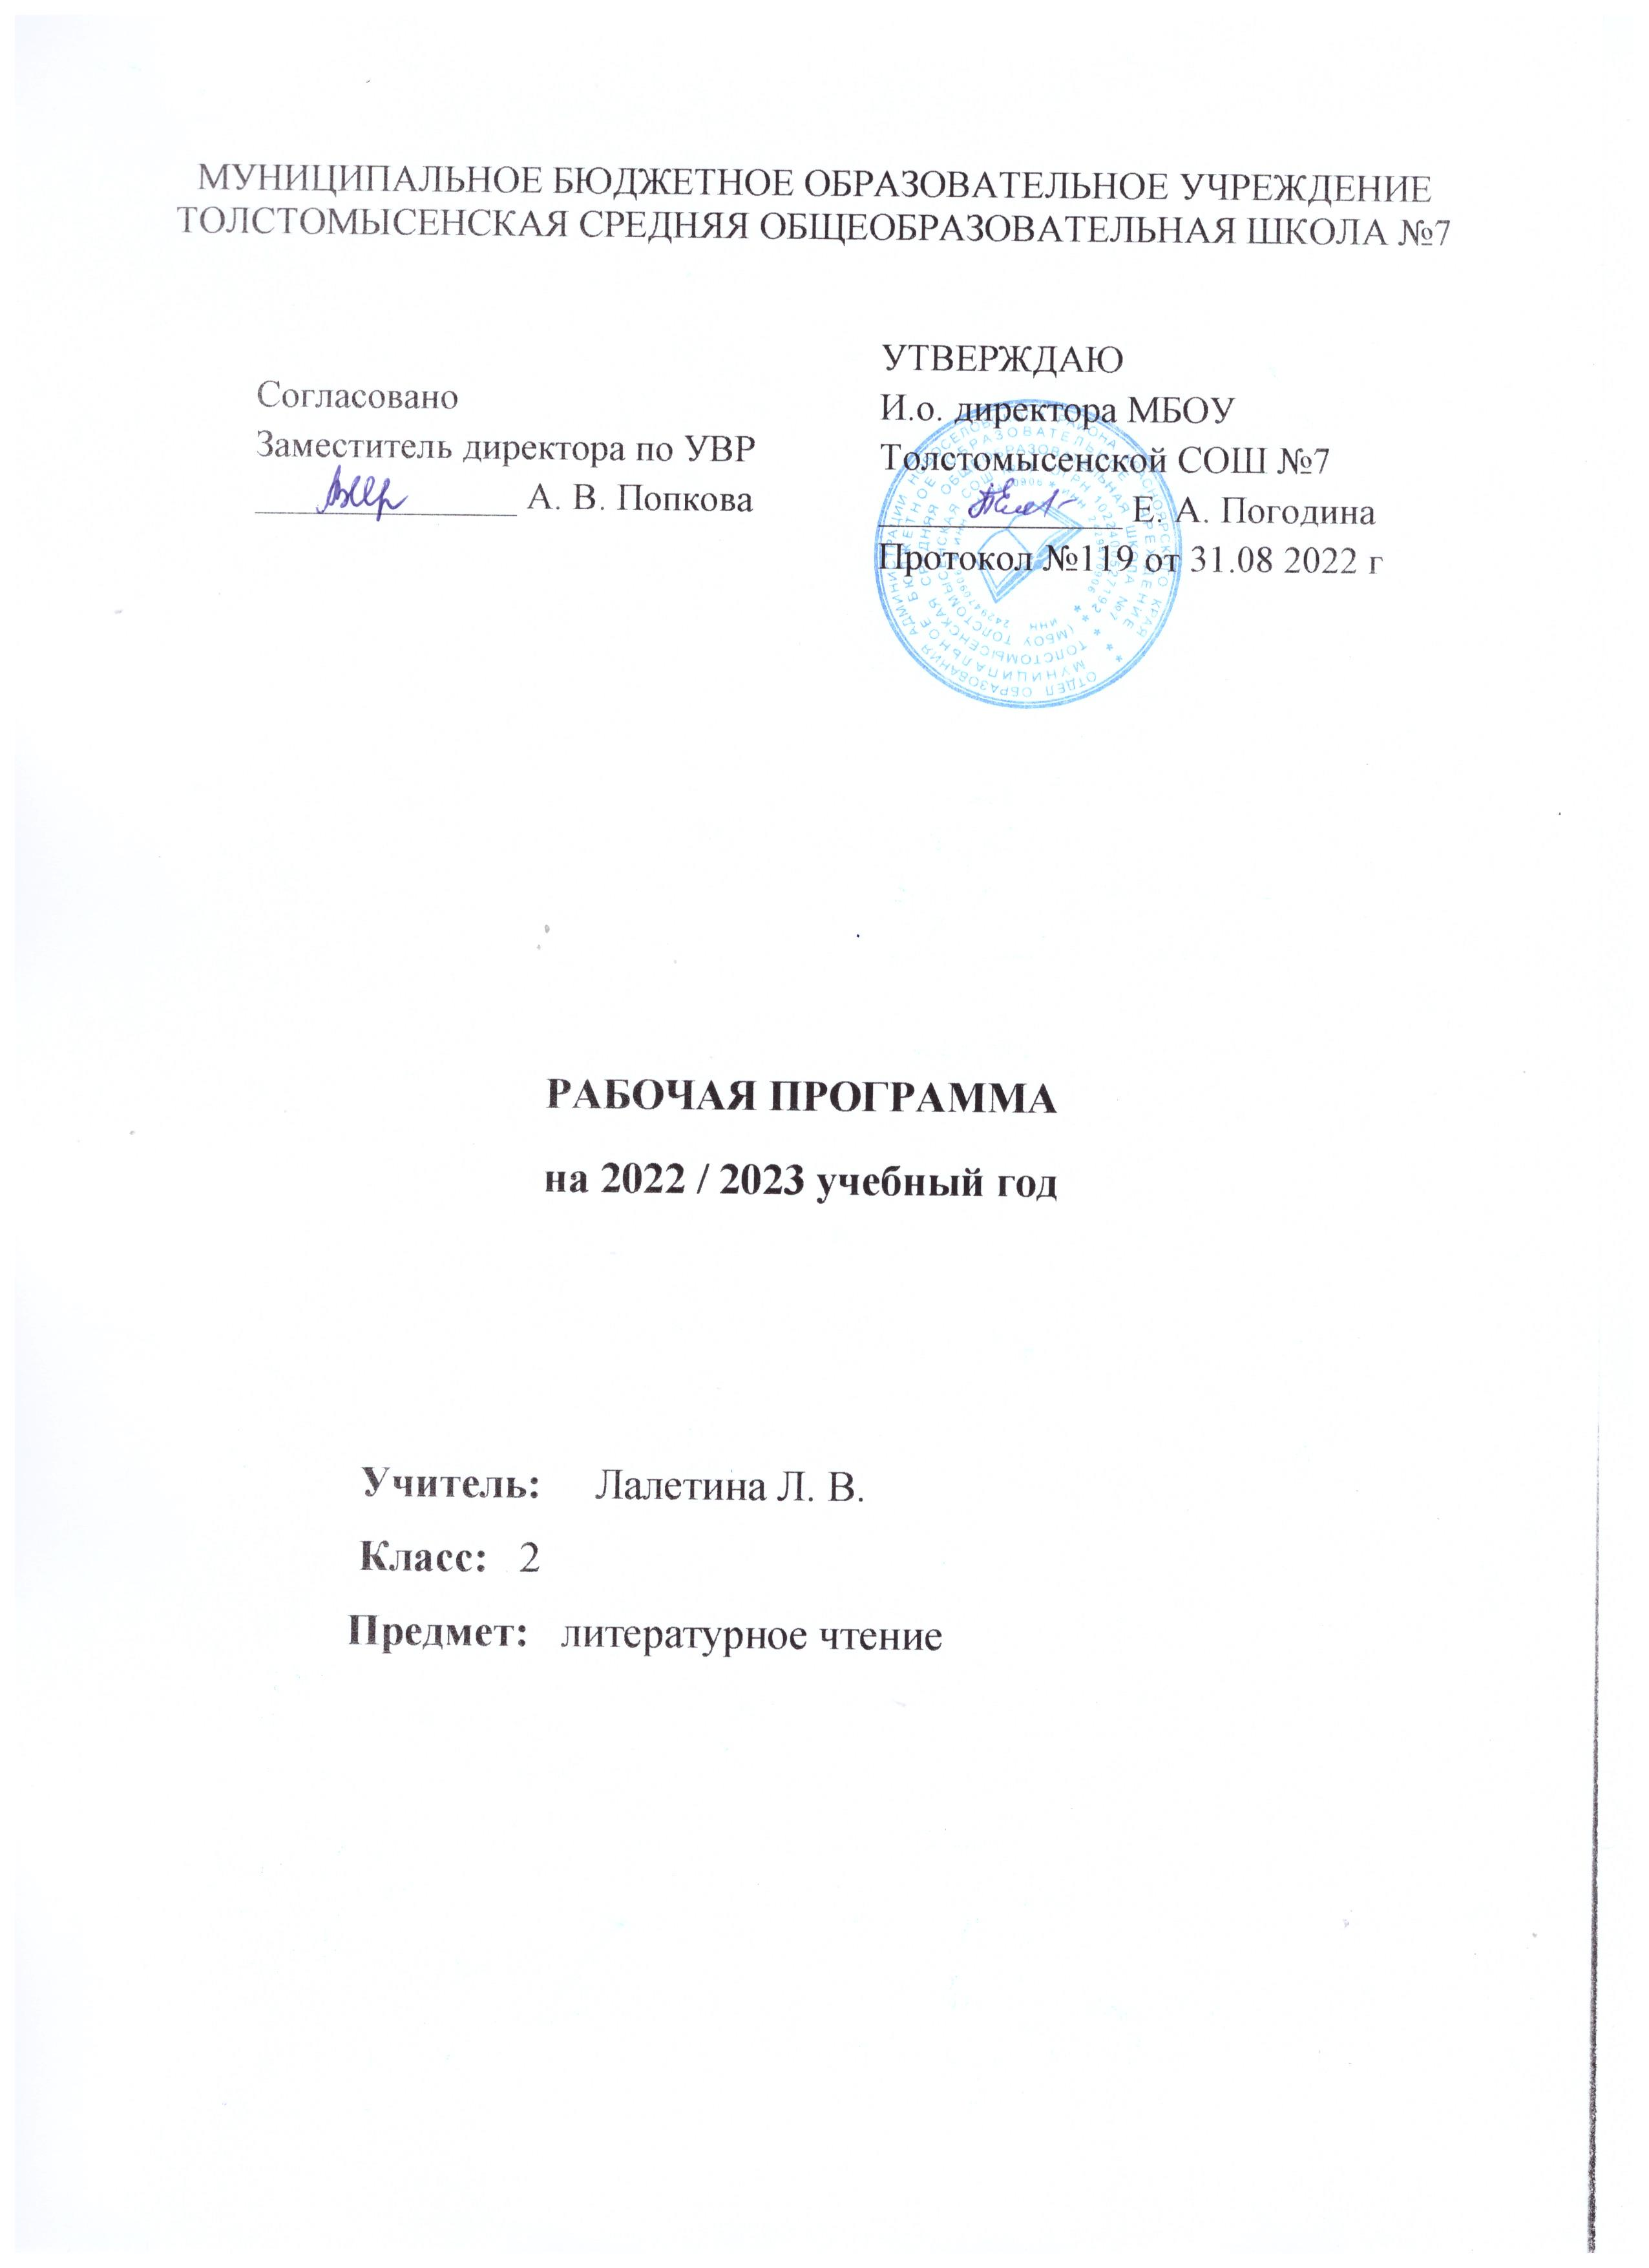 МУНИЦИПАЛЬНОЕ БЮДЖЕТНОЕ ОБРАЗОВАТЕЛЬНОЕ УЧРЕЖДЕНИЕ
ТОЛСТОМЫСЕНСКАЯ СРЕДНЯЯ ОБЩЕОБРАЗОВАТЕЛЬНАЯ ШКОЛА №7
Согласовано
Заместитель директора по УВР
А. В. Попкова
УТВЕРЖДАЮ
И.о. директора МБОУ
Толстомысенской СОШ №7
Е. А. Погодина
Протокол №119 от 31.08 2022 г
РАБОЧАЯ ПРОГРАММА
на 2022 / 2023 учебный год
Учитель: Лалетина Л. В.
Класс: 2
Предмет: литературное чтение